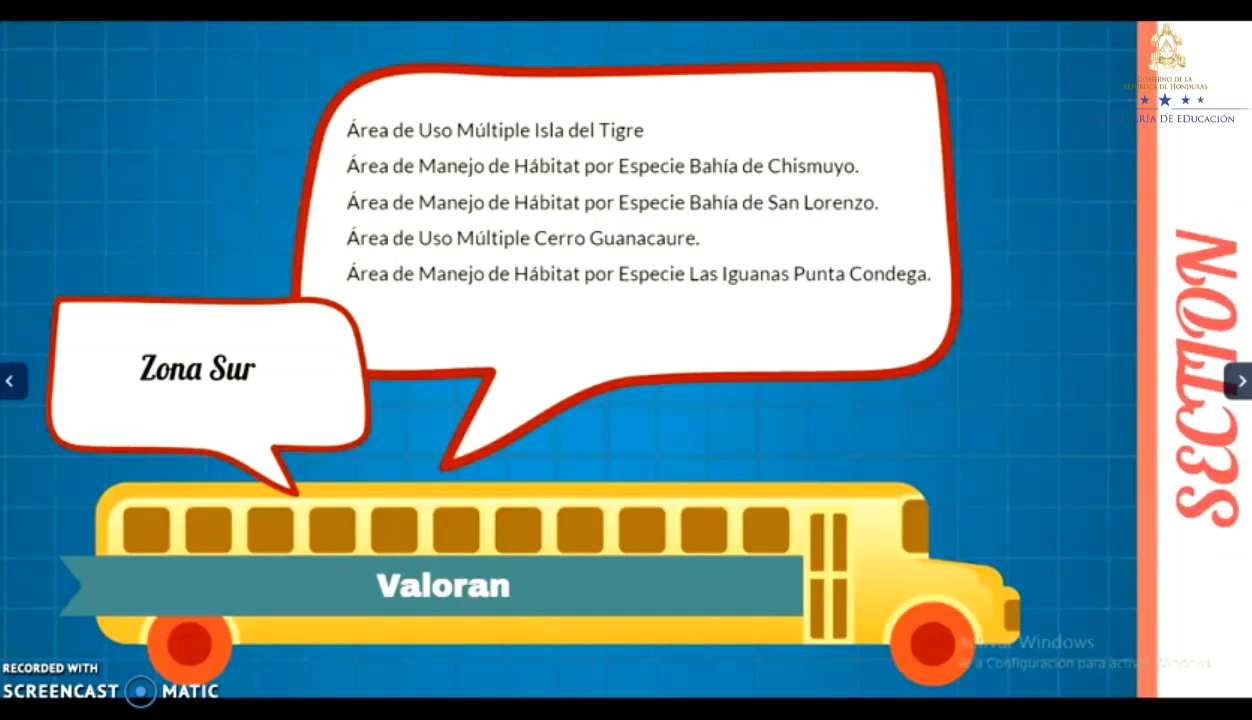 GOBIERNO DE LA
REPÚBLICA DE HONDURAS
SECRETARÍA DE EDUCACIÓN
Área de Uso Múltiple Isla del Tigre
Área de Manejo de Hábitat por Especie Bahía de Chismuyo.
Área de Manejo de Hábitat por Especie Bahía de San Lorenzo.
Área de Uso Múltiple Cerro Guanacaure.
Área de Manejo de Hábitat por Especie Las Iguanas Punta Condega.
Zona Sur
Valoran
Activar Windows
Ve a Configuración para activar Windows.
RECORDED WITH
SCREENCAST MATIC